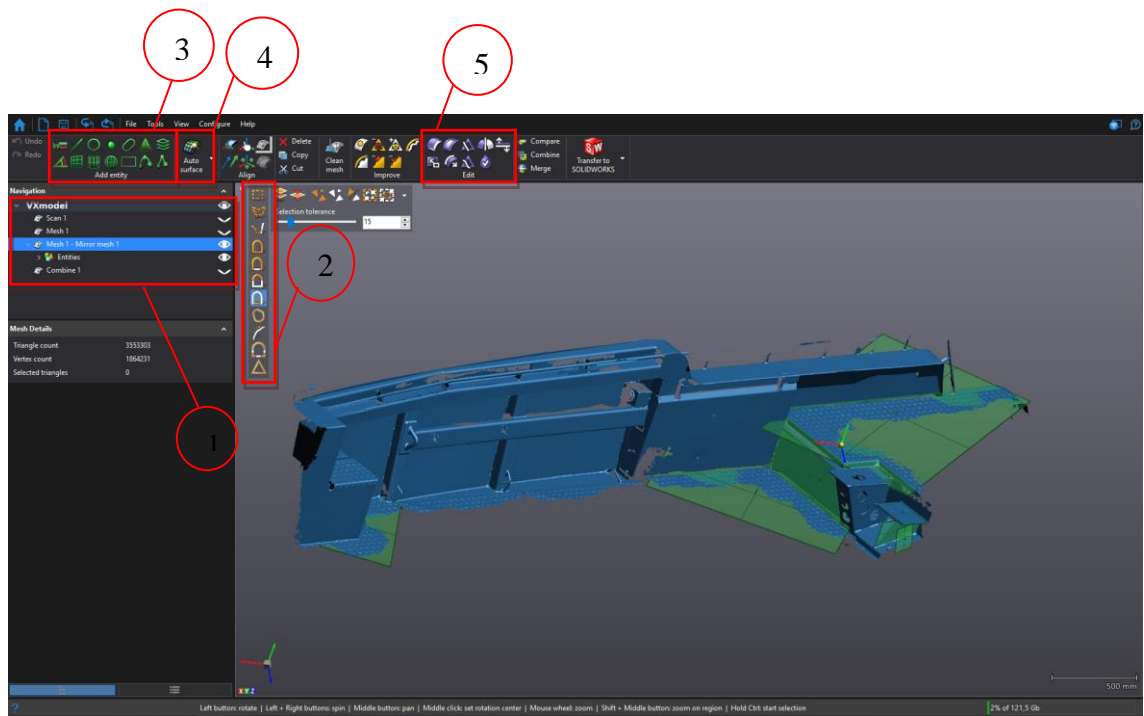 3
4
5
File Tools View Configure Help
Undo
Redo
Add entity
Auto surface
Align
Delete
Copy
Cut
Clean mesh
Improve
Edit
Compare
Combine
Merge
Transfer to SOLIDWORKS
Navigation
VXmodel
Scan 1
Mesh 1
Mesh 1 - Mirror mesh 1
Entities
Combine 1
Selection tolerance
15
2
Mesh Details
Triangle count 3553303
Vertex count 1864231
Selected triangles 0
1
500 mm
X Y Z
Left button: rotate | Left + Right buttons: spin | Middle button: pan | Middle click: set rotation center | Mouse wheel: zoom | Shift + Middle button: zoom on region | Hold Ctrl: start selection
2% of 121,5 Gb